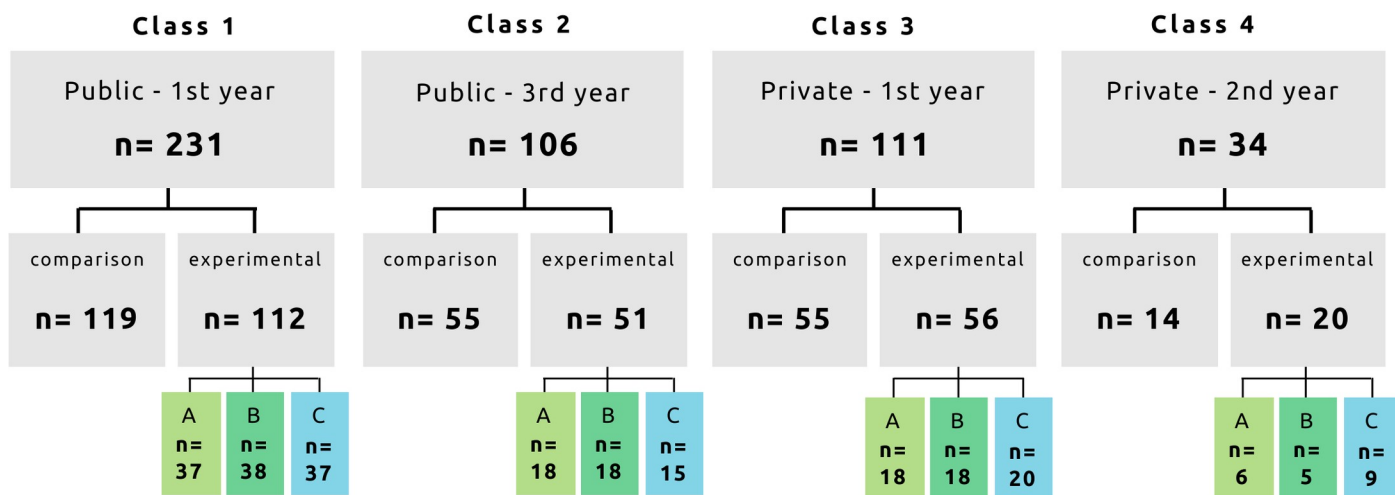 Class 1
Public - 1st year
n= 231
comparison
n= 119
experimental
n= 112
A
n=
37
B
n=
38
C
n=
37
Class 2
Public - 3rd year
n= 106
comparison
n= 55
experimental
n= 51
A
n=
18
B
n=
18
C
n=
15
Class 3
Private - 1st year
n= 111
comparison
n= 55
experimental
n= 56
A
n=
18
B
n=
18
C
n=
20
Class 4
Private - 2nd year
n= 34
comparison
n= 14
experimental
n= 20
A
n=
6
B
n=
5
C
n=
9